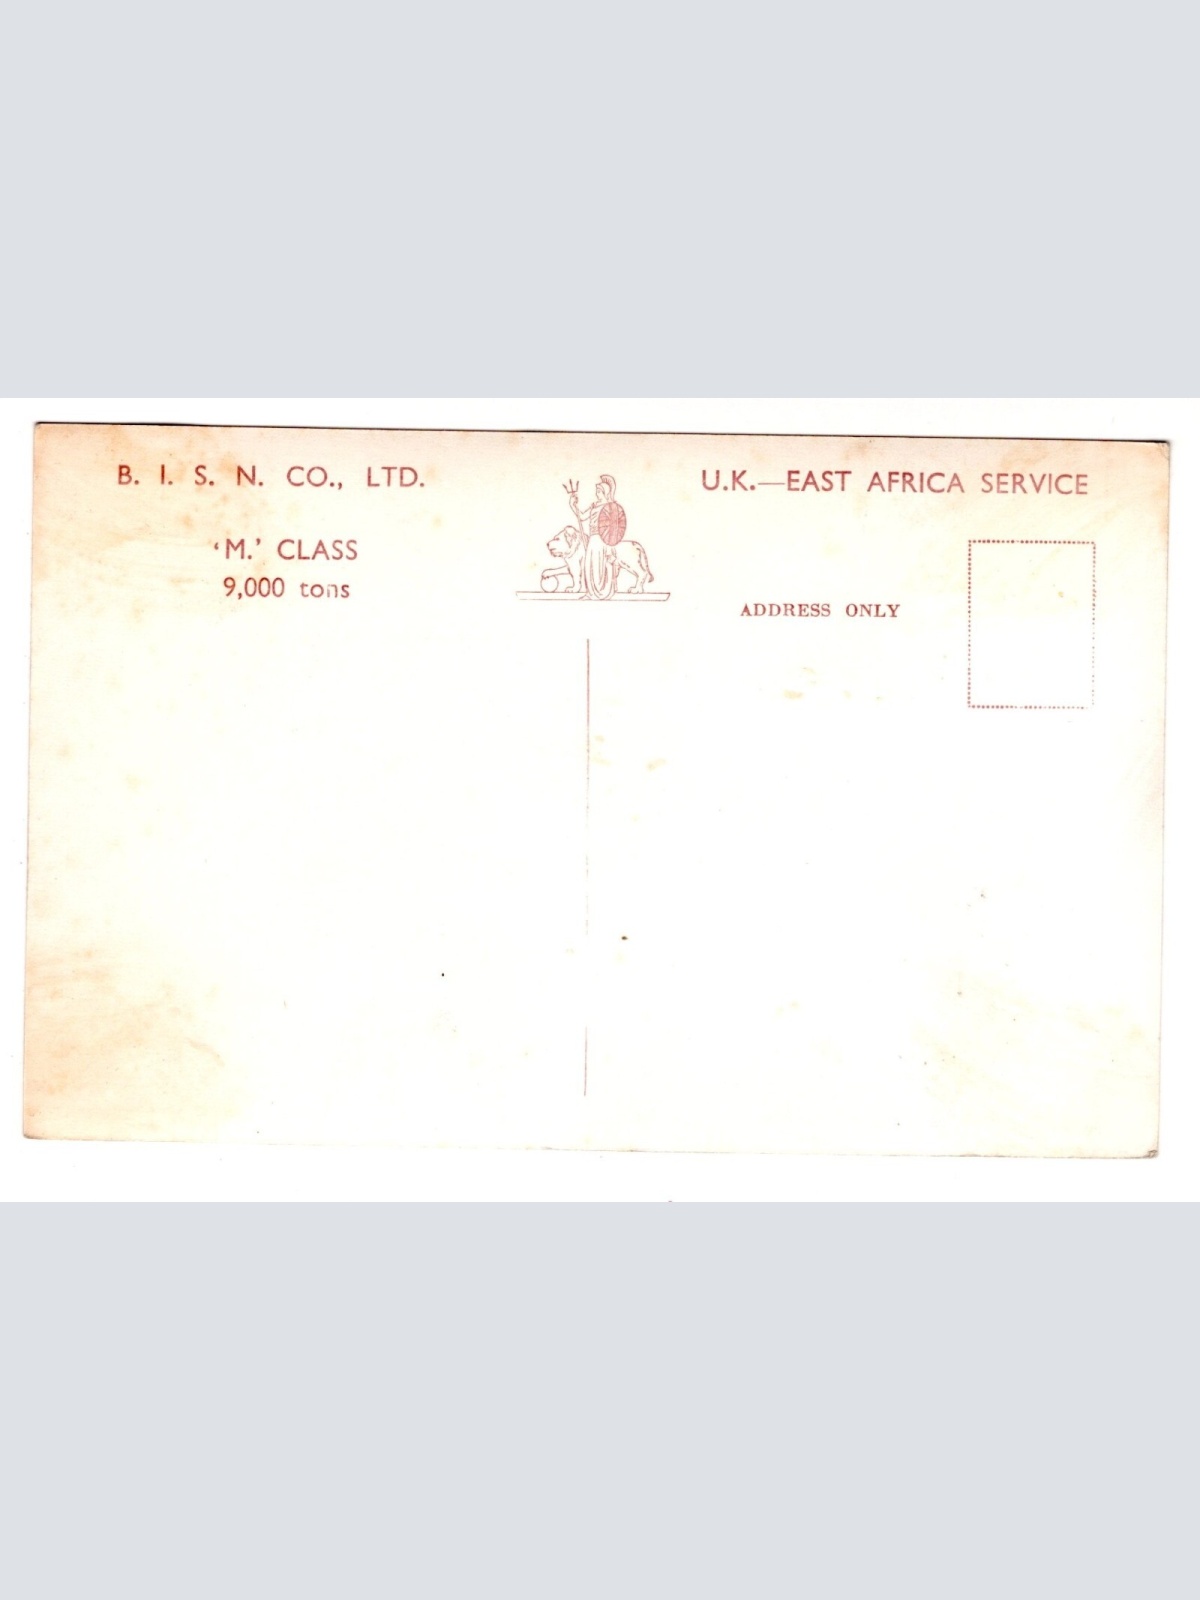 B. I. S. N. CO., LTD.
'M.' CLASS
9,000 tons
U.K.—EAST AFRICA SERVICE
ADDRESS ONLY